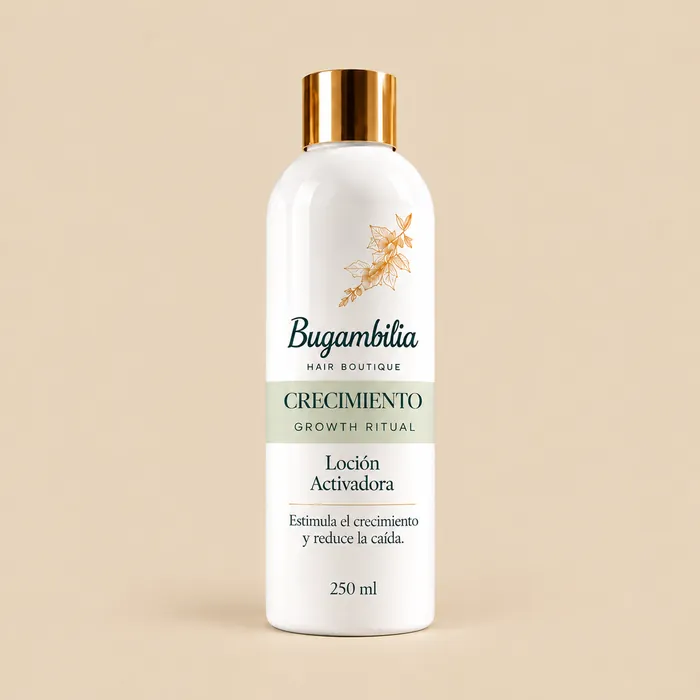 Bugambilia
HAIR BOUTIQUE
CRECIMIENTO
GROWTH RITUAL
Loción
Activadora
Estimula el crecimiento
y reduce la caída.
250 ml